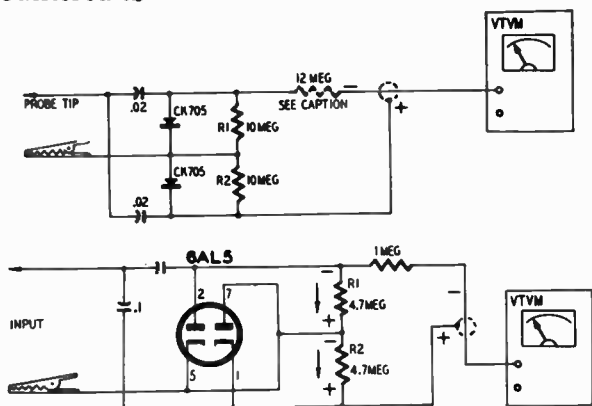 VTVM
12 MEG
−
PROBE TIP
.02
CK705
SEE CAPTION
+
R1
10MEG
CK705
R2
10MEG
.02
6AL5
1MEG
−
−
2
7
R1
4.7MEG
VTVM
.1
+
−
+
INPUT
R2
4.7MEG
5
1
+